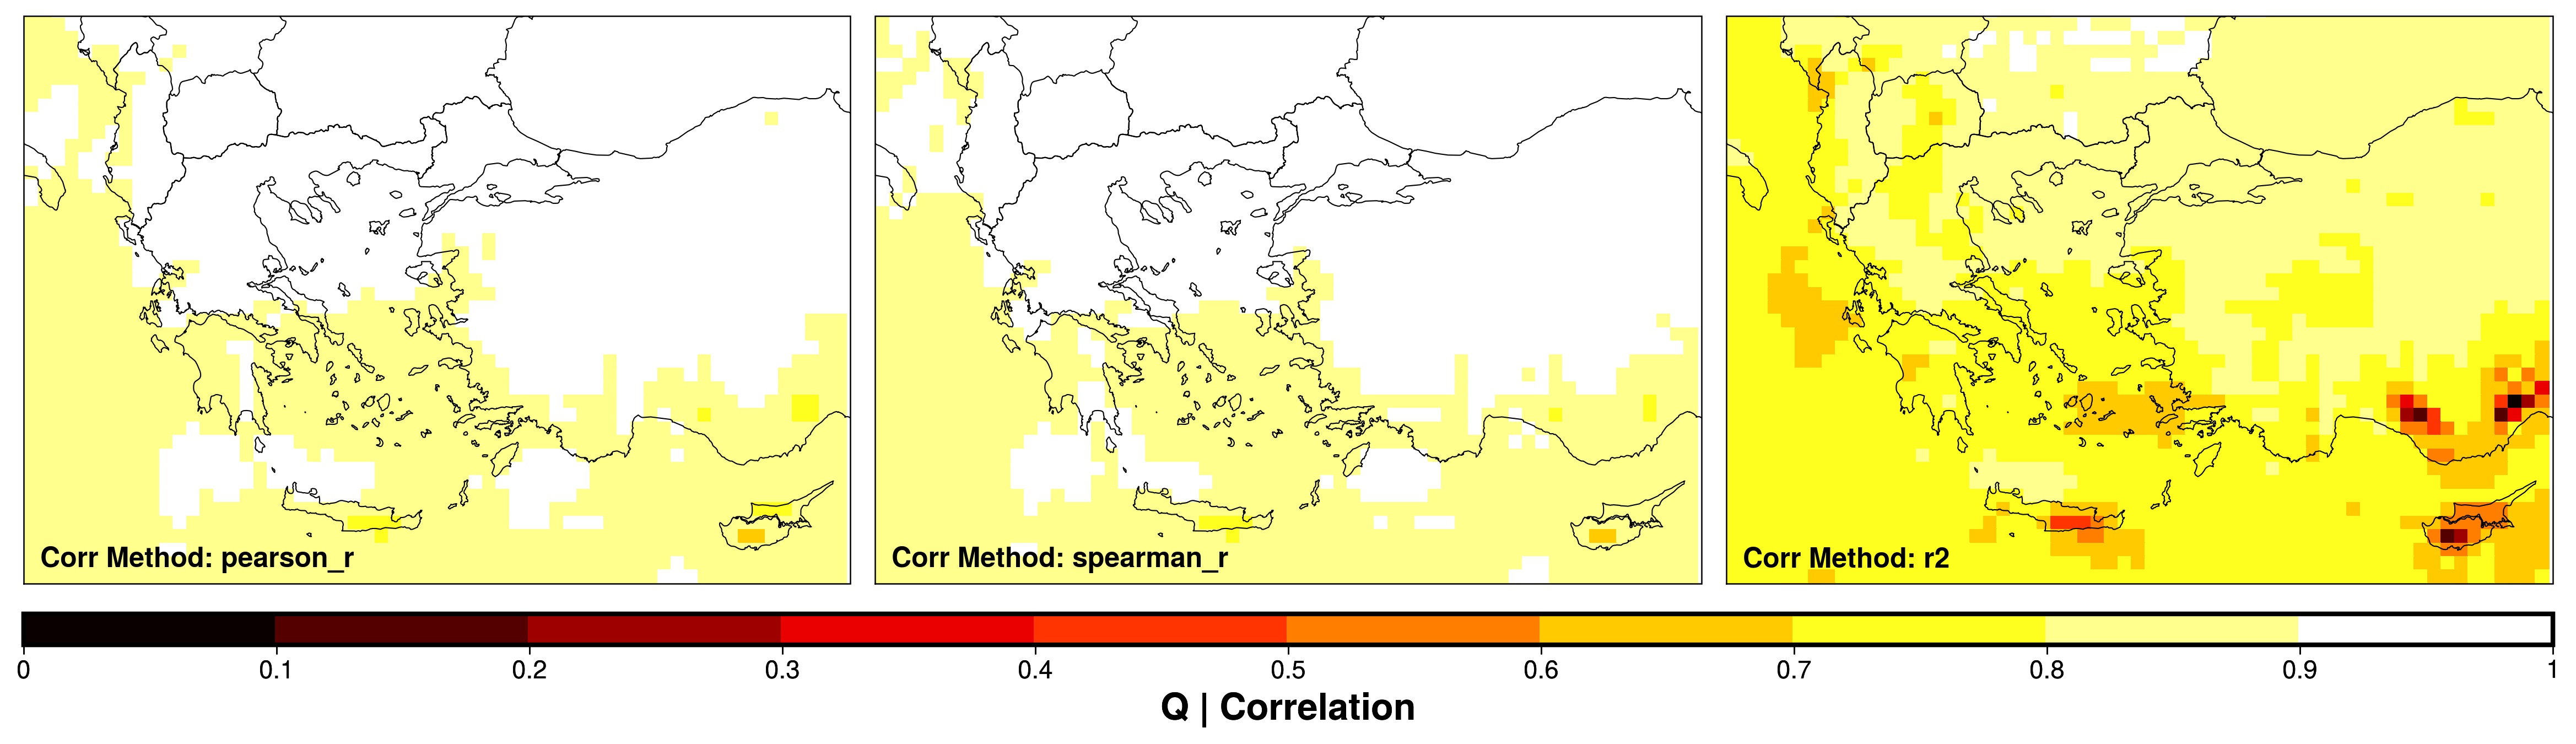 Corr Method: pearson_r
Corr Method: spearman_r
Corr Method: r2
0 0.1 0.2 0.3 0.4 0.5 0.6 0.7 0.8 0.9 1
Q | Correlation